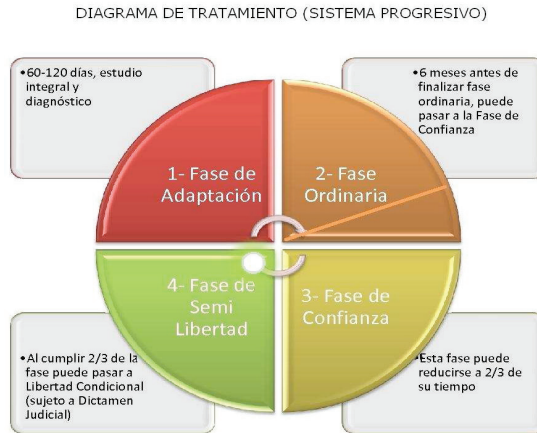 DIAGRAMA DE TRATAMIENTO (SISTEMA PROGRESIVO)
•60-120 días, estudio
integral y
diagnóstico
•6 meses antes de
finalizar fase
ordinaria, puede
pasar a la Fase de
Confianza
1- Fase de
Adaptación
2- Fase
Ordinaria
4- Fase de
Semi
Libertad
3- Fase de
Confianza
•Al cumplir 2/3 de la
fase puede pasar a
Libertad Condicional
(sujeto a Dictamen
Judicial)
•Esta fase puede
reducirse a 2/3 de
su tiempo